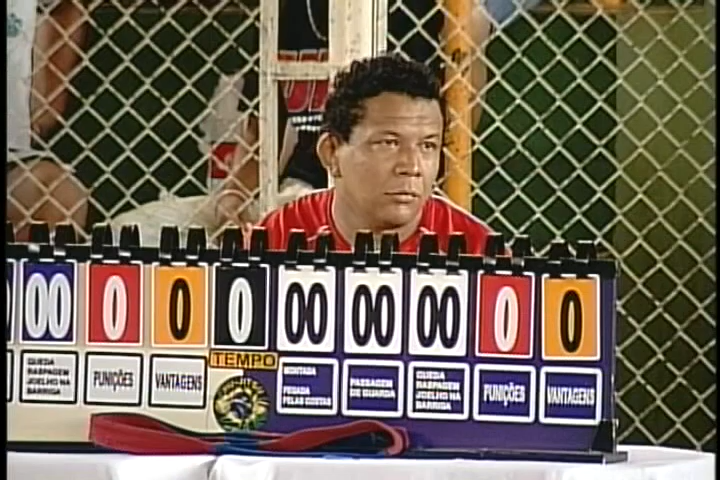 00 0 0 0 00 00 00 0 0
TEMPO
QUEDA
RASPAGEM
JOELHO NA
BARRIGA
PUNIÇÕES
VANTAGENS
MONTADA
PEGADA
PELAS COSTAS
PASSAGEM
DE GUARDA
QUEDA
RASPAGEM
JOELHO NA
BARRIGA
PUNIÇÕES
VANTAGENS